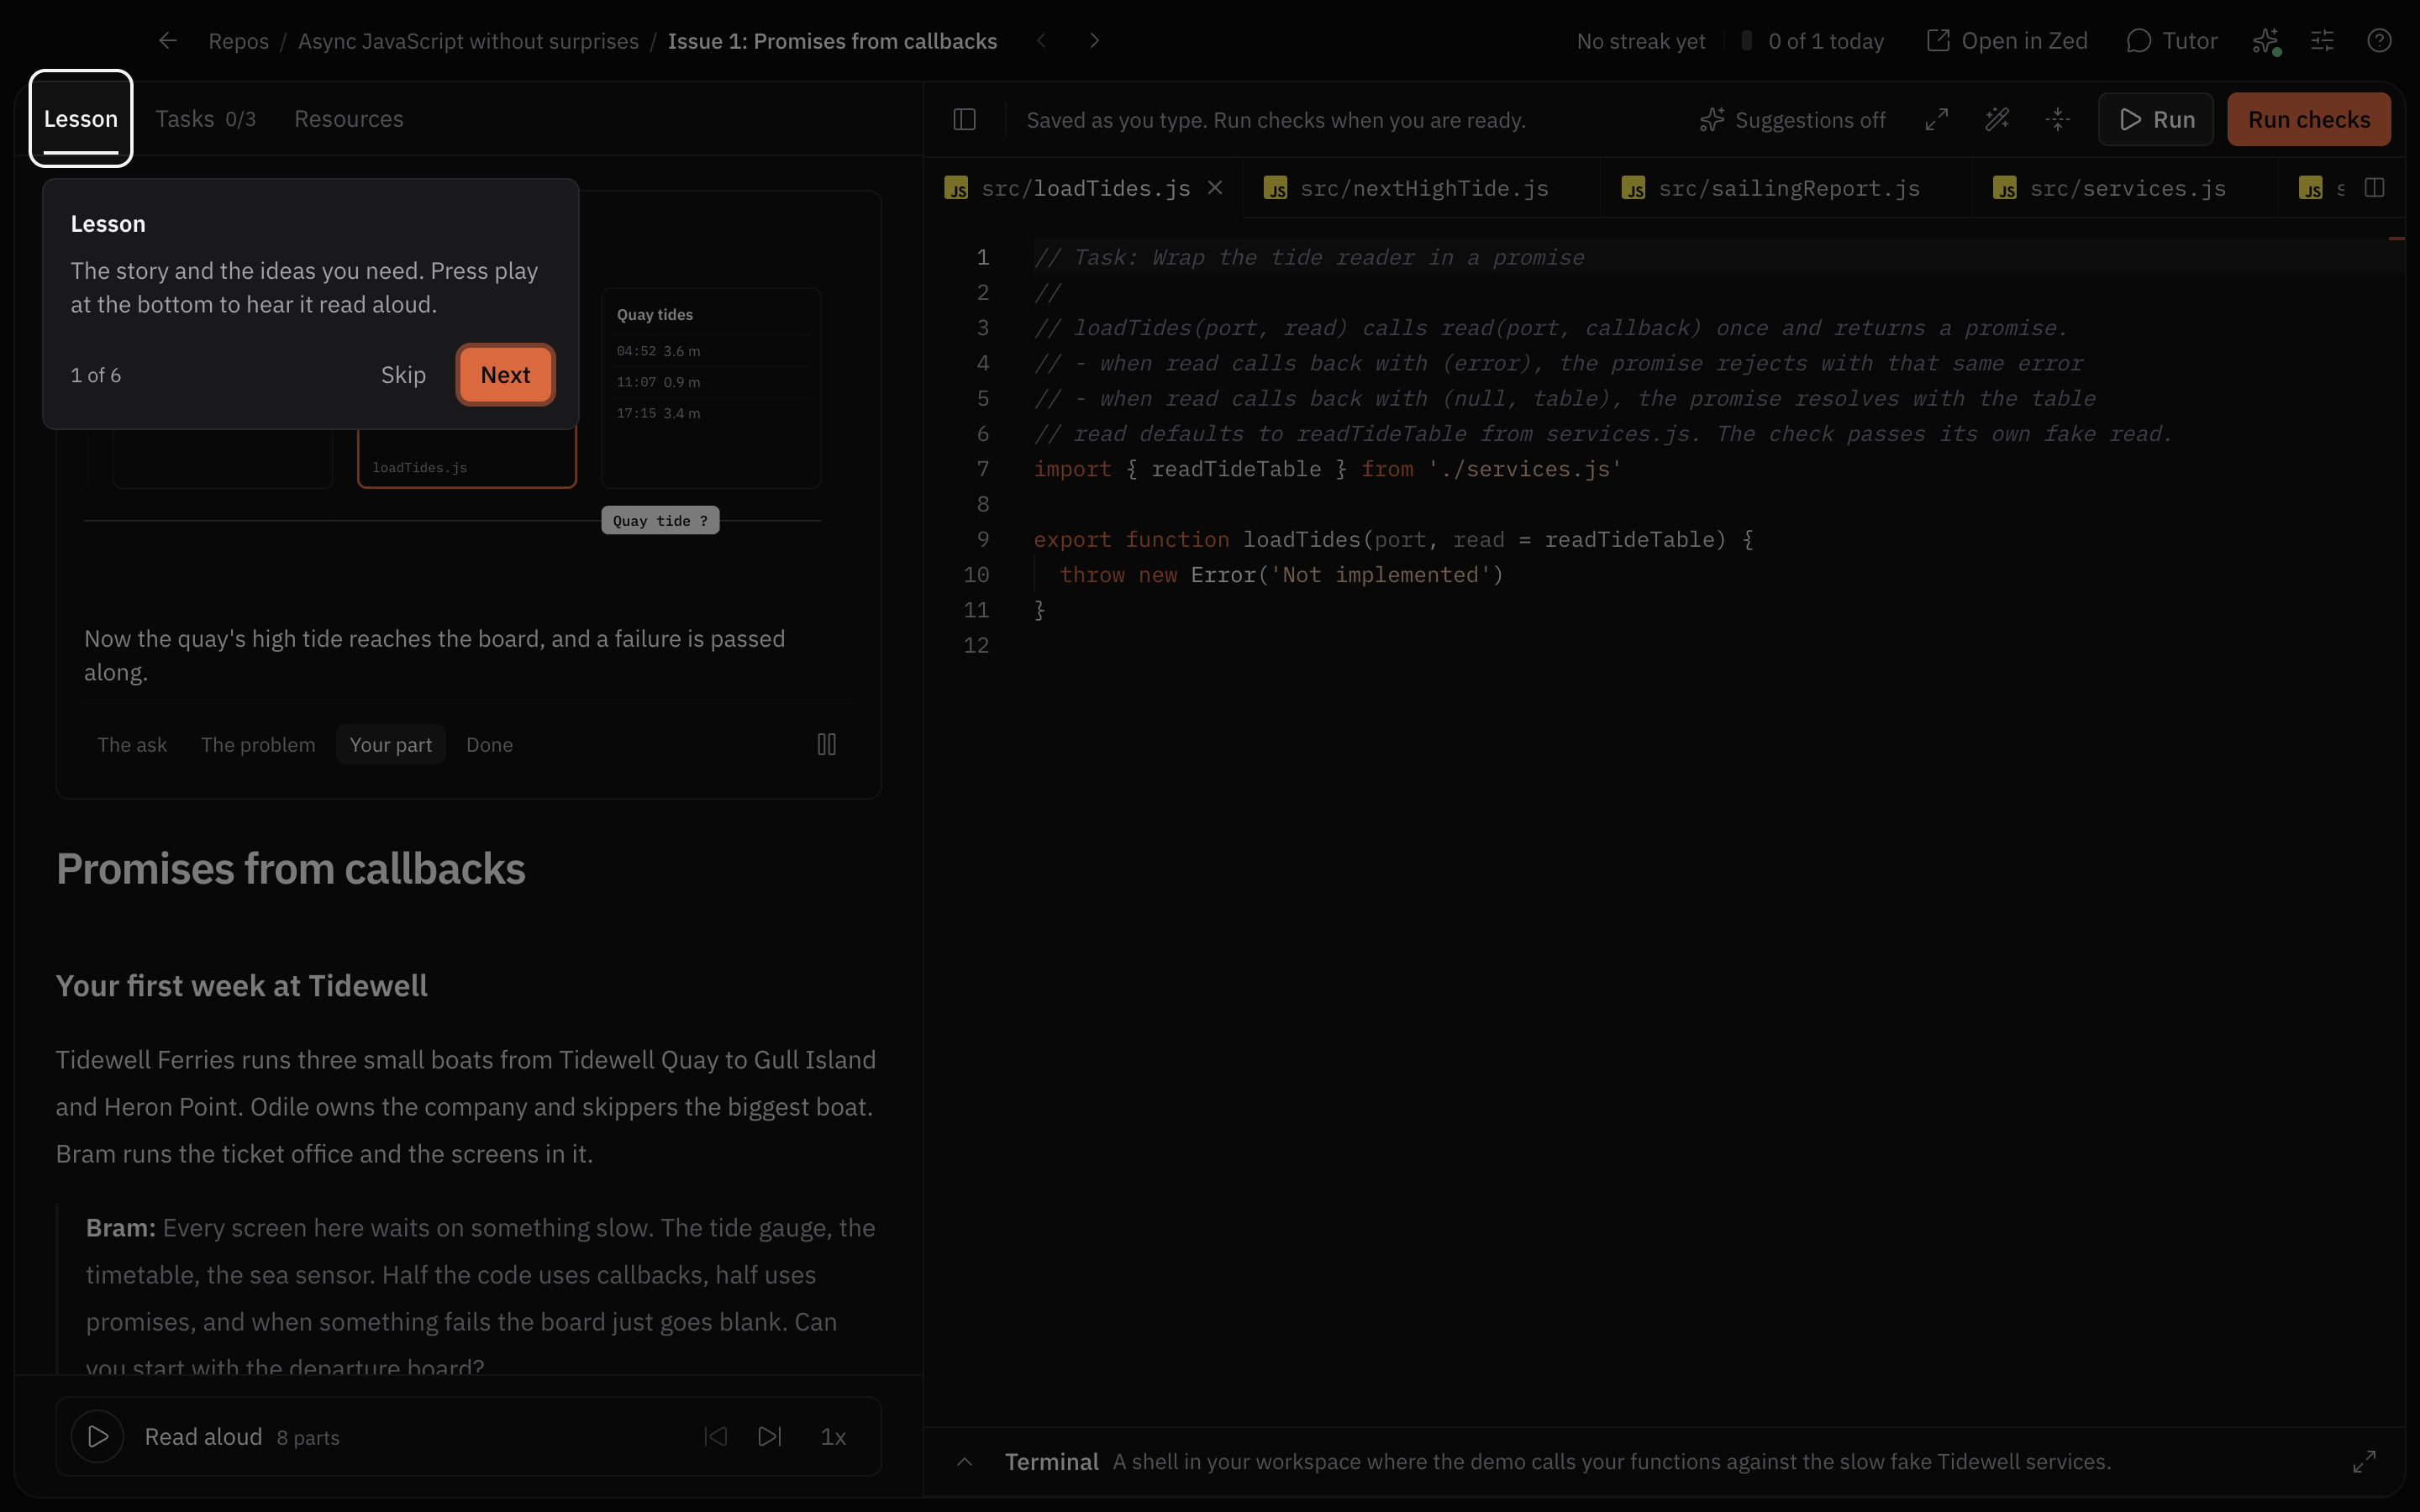 Repos / Async JavaScript without surprises / Issue 1: Promises from callbacks
No streak yet
0 of 1 today
Open in Zed
Tutor
Lesson
Tasks 0/3
Resources
Lesson
The story and the ideas you need. Press play
at the bottom to hear it read aloud.
1 of 6
Skip
Next
Quay tides
04:52 3.6 m
11:07 0.9 m
17:15 3.4 m
loadTides.js
Quay tide ?
Now the quay's high tide reaches the board, and a failure is passed
along.
The ask
The problem
Your part
Done
Promises from callbacks
Your first week at Tidewell
Tidewell Ferries runs three small boats from Tidewell Quay to Gull Island
and Heron Point. Odile owns the company and skippers the biggest boat.
Bram runs the ticket office and the screens in it.
Bram: Every screen here waits on something slow. The tide gauge, the
timetable, the sea sensor. Half the code uses callbacks, half uses
promises, and when something fails the board just goes blank. Can
you start with the departure board?
Read aloud 8 parts
1x
Saved as you type. Run checks when you are ready.
Suggestions off
Run
Run checks
JS src/loadTides.js
JS src/nextHighTide.js
JS src/sailingReport.js
JS src/services.js
JS s
1 // Task: Wrap the tide reader in a promise
2 //
3 // loadTides(port, read) calls read(port, callback) once and returns a promise.
4 // - when read calls back with (error), the promise rejects with that same error
5 // - when read calls back with (null, table), the promise resolves with the table
6 // read defaults to readTideTable from services.js. The check passes its own fake read.
7 import { readTideTable } from './services.js'
8
9 export function loadTides(port, read = readTideTable) {
10 throw new Error('Not implemented')
11 }
12
Terminal A shell in your workspace where the demo calls your functions against the slow fake Tidewell services.